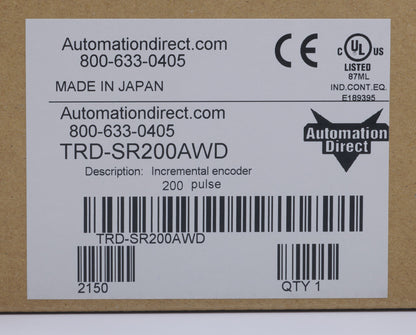 Automationdirect.com
800-633-0405
CE
C UL US
LISTED
87ML
IND.CONT.EQ.
E189395
MADE IN JAPAN
Automationdirect.com
800-633-0405
Automation
Direct
TRD-SR200AWD
Description: Incremental encoder
200 pulse
TRD-SR200AWD
2150
QTY 1